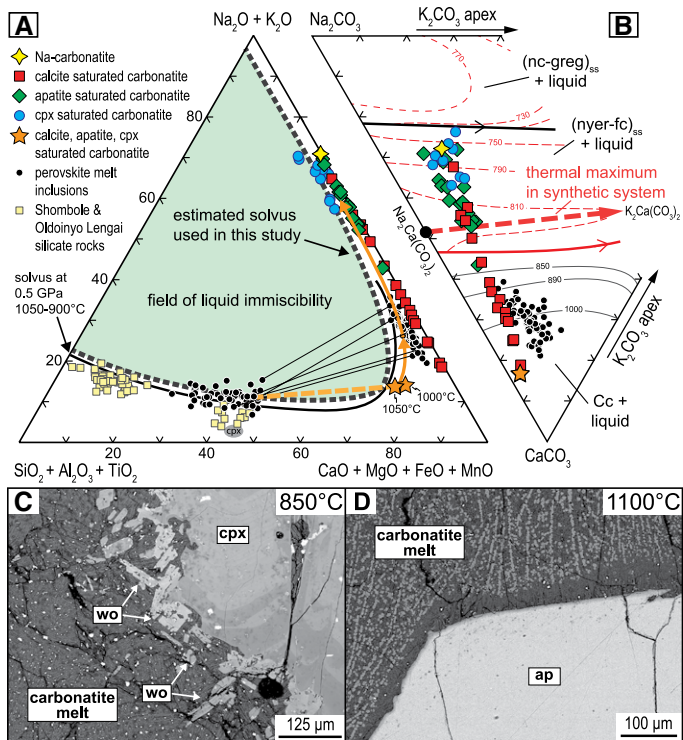 A
Na₂O + K₂O
Na₂CO₃
K₂CO₃ apex
B
Na-carbonatite
calcite saturated carbonatite
apatite saturated carbonatite
cpx saturated carbonatite
calcite, apatite, cpx
saturated carbonatite
perovskite melt
inclusions
Shombole &
Oldoinyo Lengai
silicate rocks
80
60
40
20
solvus at
0.5 GPa
1050-900°C
estimated solvus
used in this study
field of liquid immiscibility
cpx
1050°C
1000°C
20
40
60
80
SiO₂ + Al₂O₃ + TiO₂
CaO + MgO + FeO + MnO
770
(nc-greg)ss
+ liquid
730
750
(nyer-fc)ss
+ liquid
790
thermal maximum
in synthetic system
810
K₂Ca(CO₃)₂
Na₂Ca(CO₃)₂
850
890
1000
K₂CO₃ apex
Cc +
liquid
CaCO₃
C
850°C
cpx
wo
wo
carbonatite
melt
125 µm
D
1100°C
carbonatite
melt
ap
100 µm